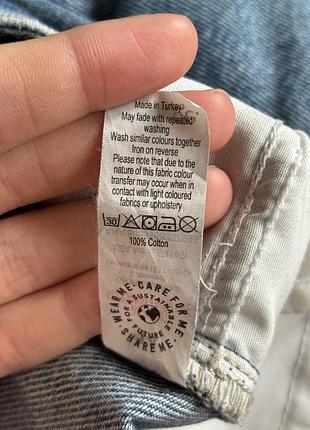 Made in Turkey
May fade with repeated
washing
Wash similar colours together
Iron on reverse
Please note that due to the
nature of this fabric colour
transfer may occur when in
contact with light coloured
fabrics or upholstery
30
100% Cotton
WEAR ME · CARE FOR ME · SHARE ME ·
FOR A SUSTAINABLE FUTURE